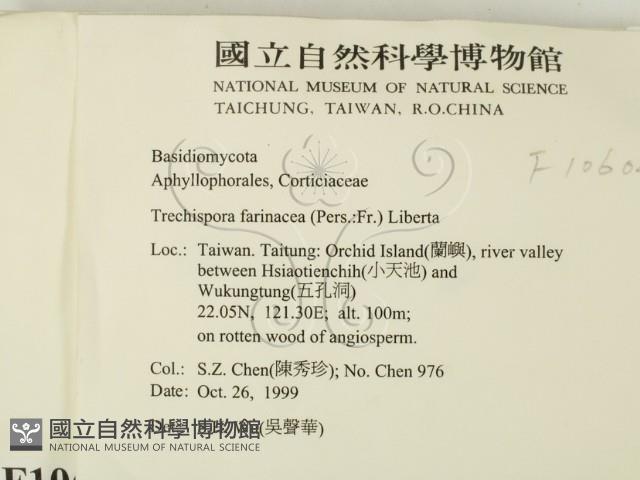 國立自然科學博物館
NATIONAL MUSEUM OF NATURAL SCIENCE
TAICHUNG, TAIWAN, R.O.CHINA
Basidiomycota
Aphyllophorales, Corticiaceae
Trechispora farinacea (Pers.:Fr.) Liberta
Loc.: Taiwan. Taitung: Orchid Island(蘭嶼), river valley
between Hsiaotienchih(小天池) and
Wukungtung(五孔洞)
22.05N, 121.30E; alt. 100m;
on rotten wood of angiosperm.
Col.: S.Z. Chen(陳秀珍); No. Chen 976
Date: Oct. 26, 1999
(吳聲華)
國立自然科學博物館
NATIONAL MUSEUM OF NATURAL SCIENCE